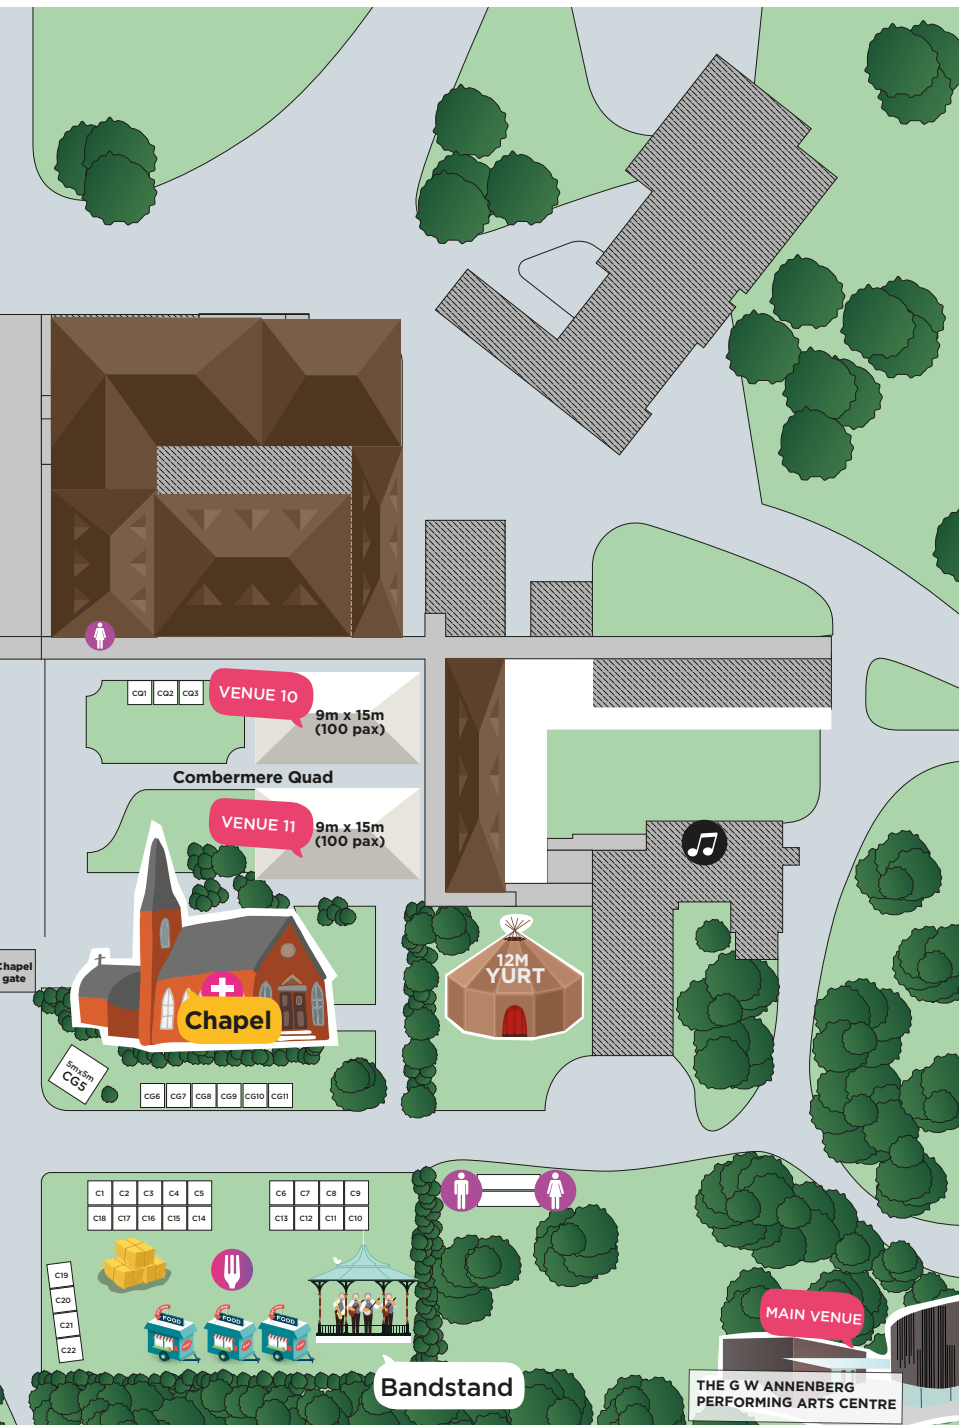 CQ1 CQ2 CQ3
VENUE 10
9m x 15m
(100 pax)
Combermere Quad
VENUE 11
9m x 15m
(100 pax)
Chapel
gate
12M
YURT
Chapel
5mx5m
CG5
CG6 CG7 CG8 CG9 CG10 CG11
C1 C2 C3 C4 C5
C18 C17 C16 C15 C14
C6 C7 C8 C9
C13 C12 C11 C10
C19
C20
C21
C22
FOOD
FOOD
FOOD
Bandstand
MAIN VENUE
THE G W ANNENBERG
PERFORMING ARTS CENTRE